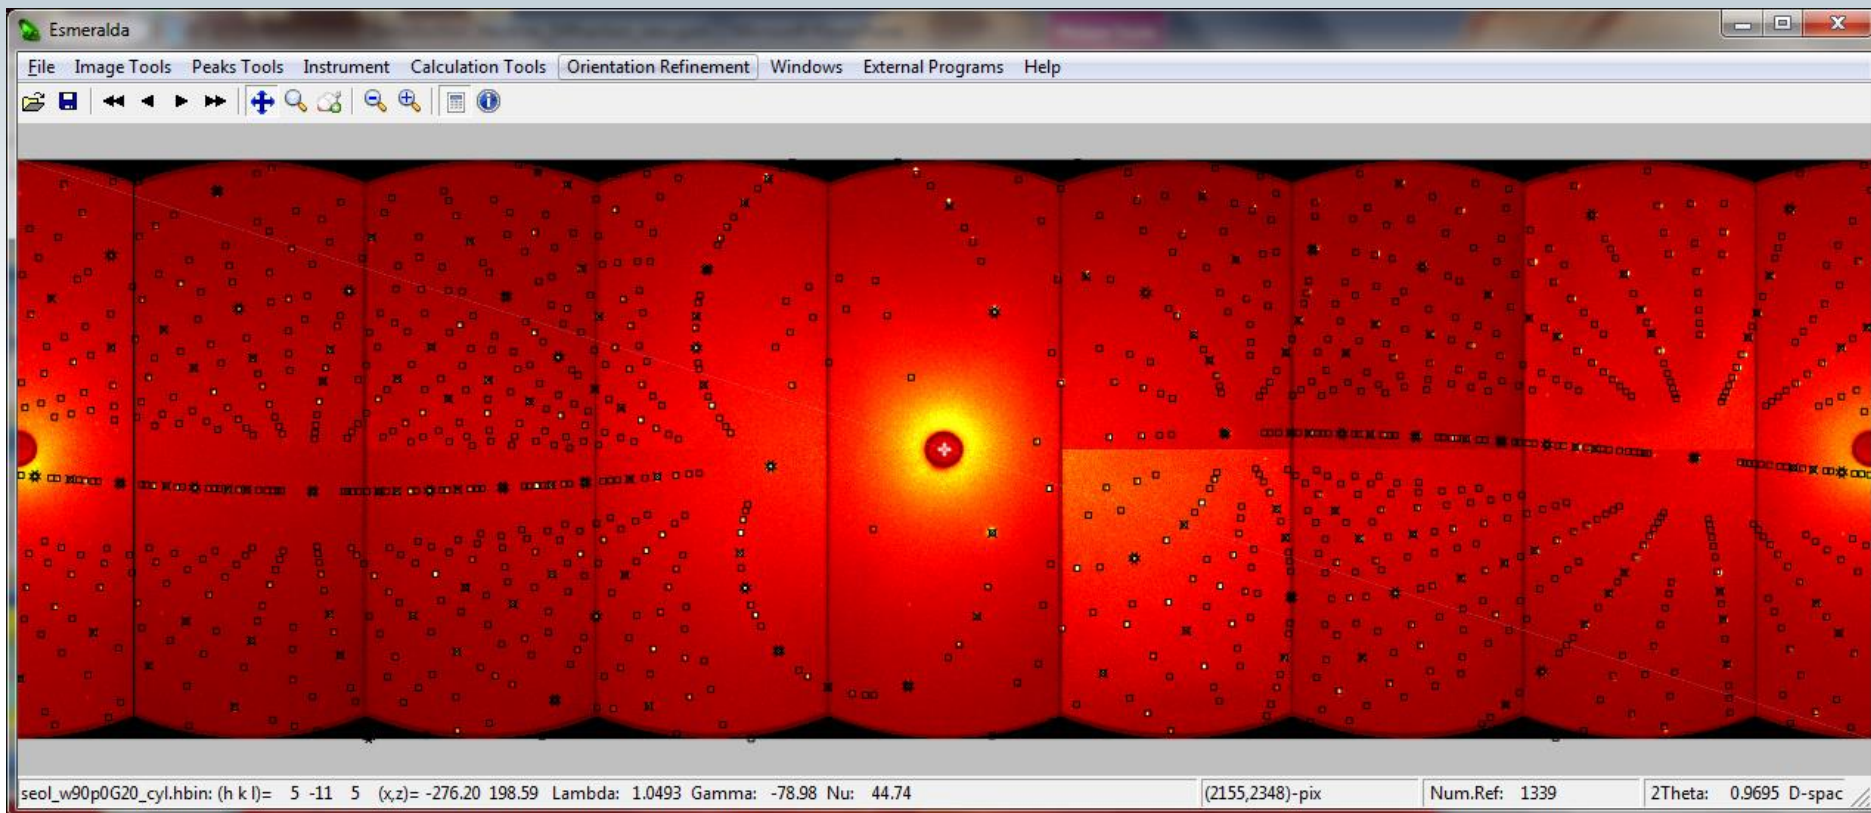 Esmeralda
File Image Tools Peaks Tools Instrument Calculation Tools Orientation Refinement Windows External Programs Help
seol_w90p0G20_cyl.hbin: (h k l)= 5 -11 5 (x,z)= -276.20 198.59 Lambda: 1.0493 Gamma: -78.98 Nu: 44.74 (2155,2348)-pix Num.Ref: 1339 2Theta: 0.9695 D-spac